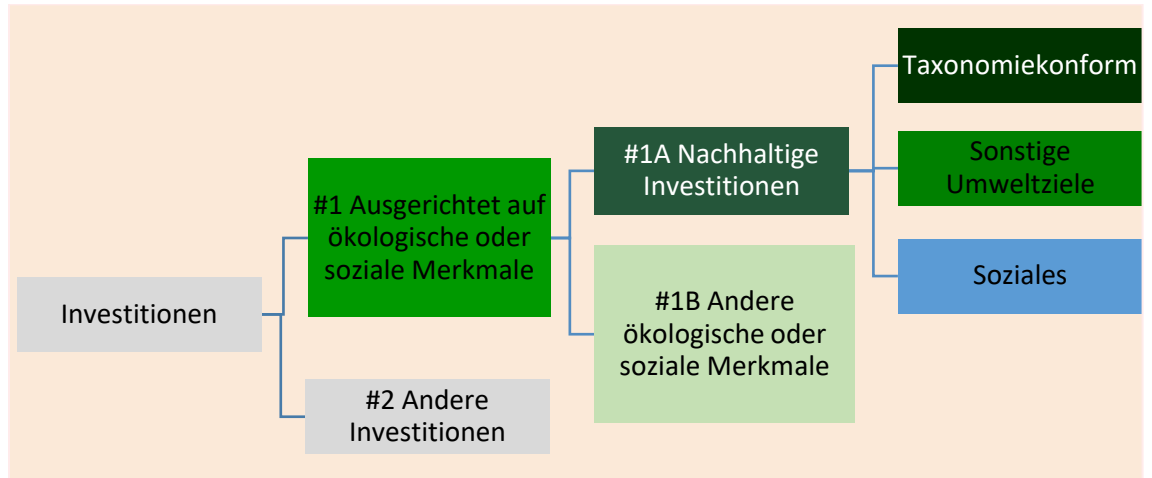 Investitionen
#1 Ausgerichtet auf
ökologische oder
soziale Merkmale
#2 Andere
Investitionen
#1A Nachhaltige
Investitionen
#1B Andere
ökologische oder
soziale Merkmale
Taxonomiekonform
Sonstige
Umweltziele
Soziales